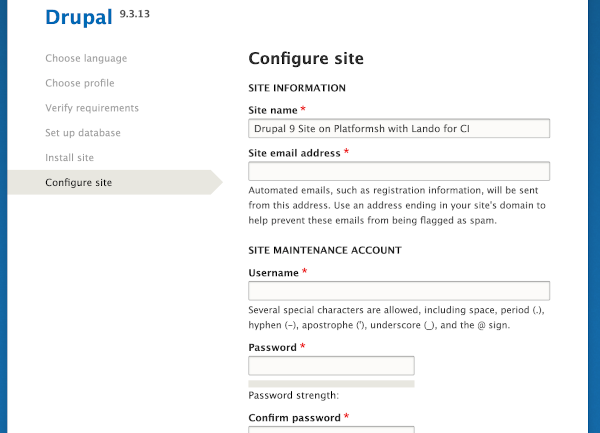 Drupal 9.3.13
Choose language
Choose profile
Verify requirements
Set up database
Install site
Configure site
Configure site
SITE INFORMATION
Site name *
Drupal 9 Site on Platformsh with Lando for CI
Site email address *
Automated emails, such as registration information, will be sent
from this address. Use an address ending in your site's domain to
help prevent these emails from being flagged as spam.
SITE MAINTENANCE ACCOUNT
Username *
Several special characters are allowed, including space, period (.),
hyphen (-), apostrophe ('), underscore (_), and the @ sign.
Password *
Password strength:
Confirm password *